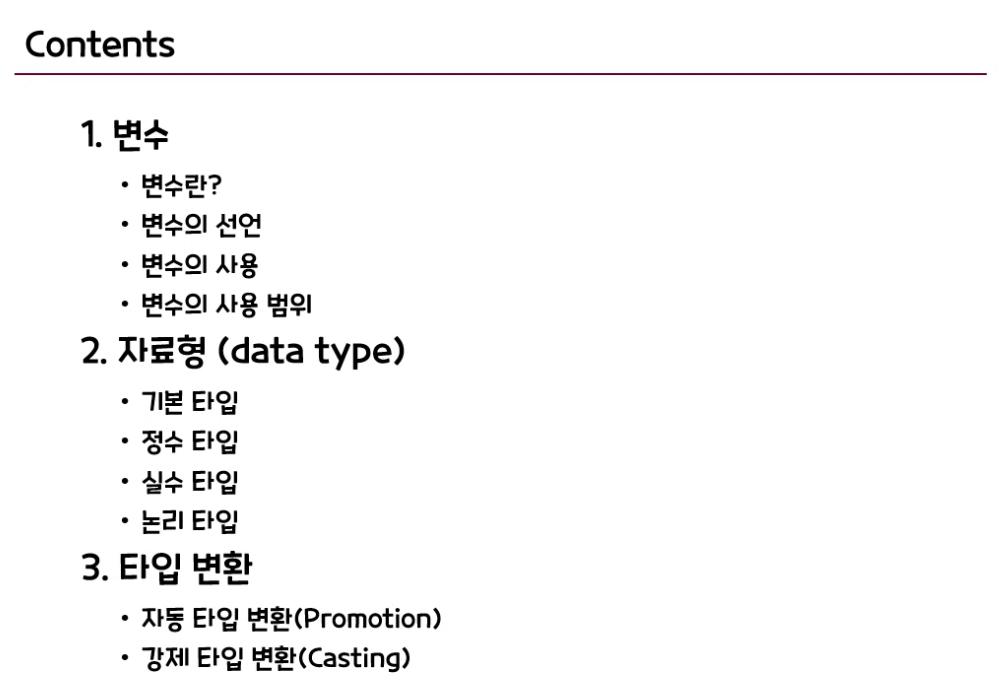 Contents
1. 변수
• 변수란?
• 변수의 선언
• 변수의 사용
• 변수의 사용 범위
2. 자료형 (data type)
• 기본 타입
• 정수 타입
• 실수 타입
• 논리 타입
3. 타입 변환
• 자동 타입 변환(Promotion)
• 강제 타입 변환(Casting)